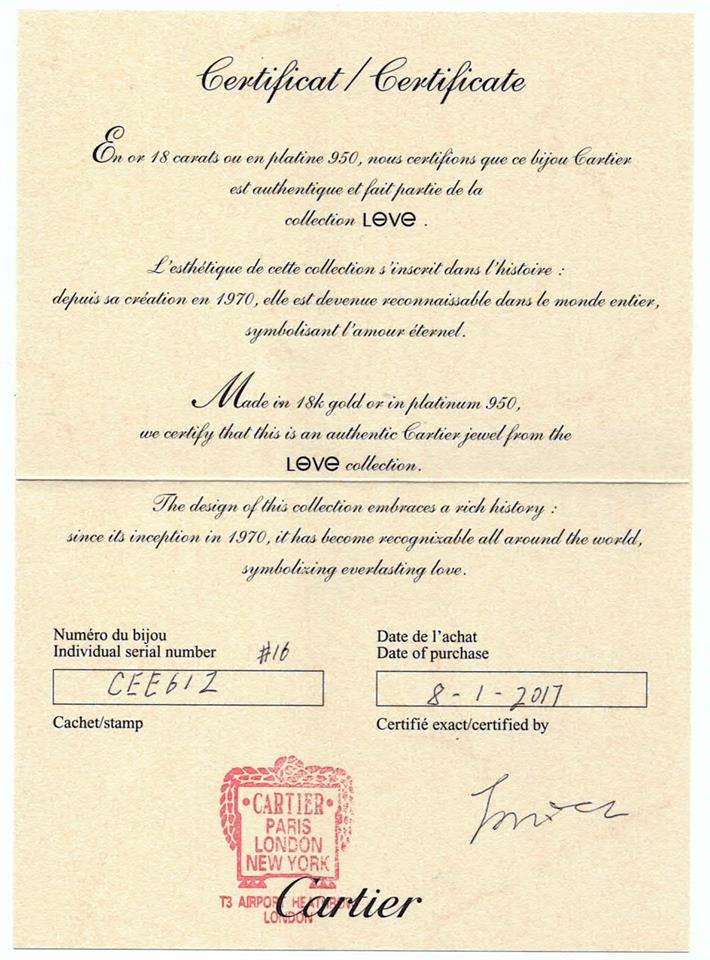 Certificat / Certificate
En or 18 carats ou en platine 950, nous certifions que ce bijou Cartier
est authentique et fait partie de la
collection LOVE .
L'esthétique de cette collection s'inscrit dans l'histoire :
depuis sa création en 1970, elle est devenue reconnaissable dans le monde entier,
symbolisant l'amour éternel.
Made in 18k gold or in platinum 950,
we certify that this is an authentic Cartier jewel from the
LOVE collection.
The design of this collection embraces a rich history :
since its inception in 1970, it has become recognizable all around the world,
symbolizing everlasting love.
Numéro du bijou
Individual serial number #16
CEE612
Cachet/stamp
Date de l'achat
Date of purchase
8-1-2017
Certifié exact/certified by
CARTIER
PARIS
LONDON
NEW YORK
T3 AIRPORT HEATHROW
LONDON
Cartier